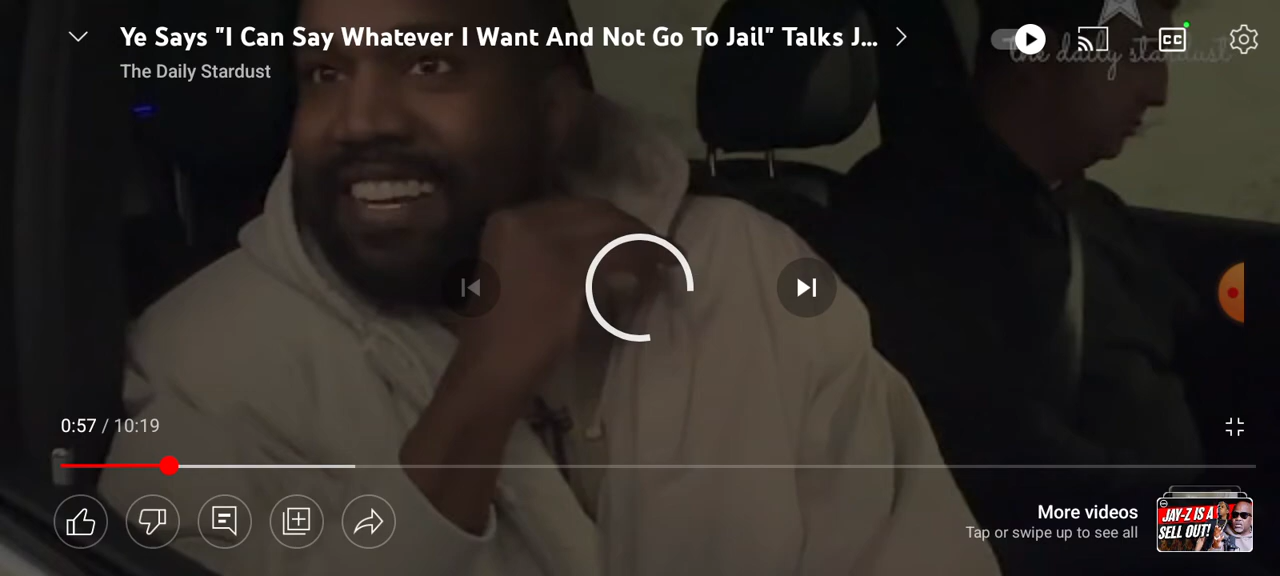 Ye Says "I Can Say Whatever I Want And Not Go To Jail" Talks J...
The Daily Stardust
the daily stardust
CC
0:57 / 10:19
More videos
Tap or swipe up to see all
JAY-Z IS A
SELL OUT!